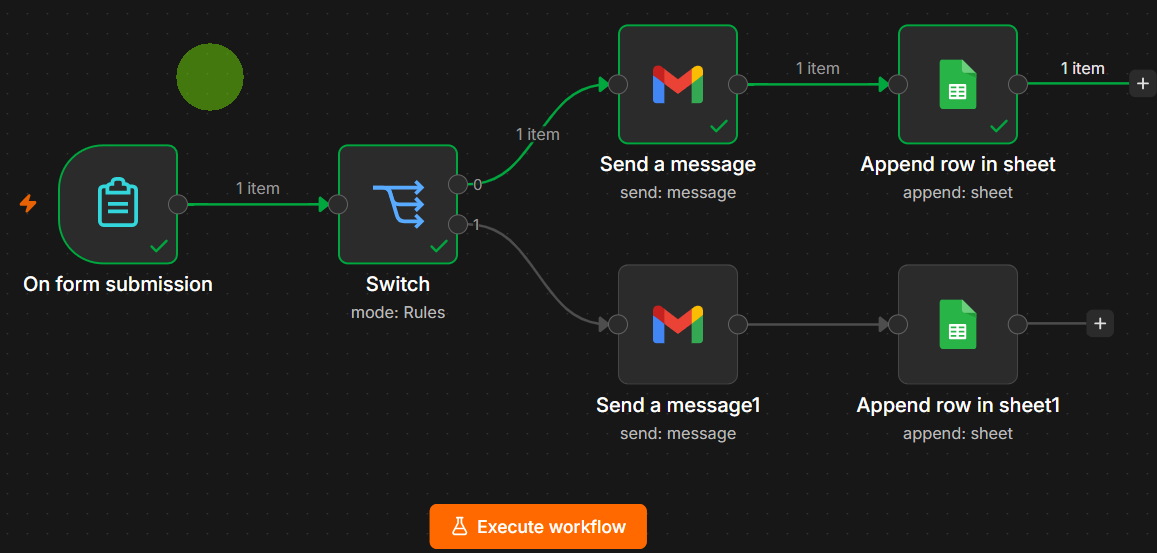 1 item
1 item
1 item
1 item
0
1
On form submission
Switch
mode: Rules
Send a message
send: message
Append row in sheet
append: sheet
Send a message1
send: message
Append row in sheet1
append: sheet
Execute workflow